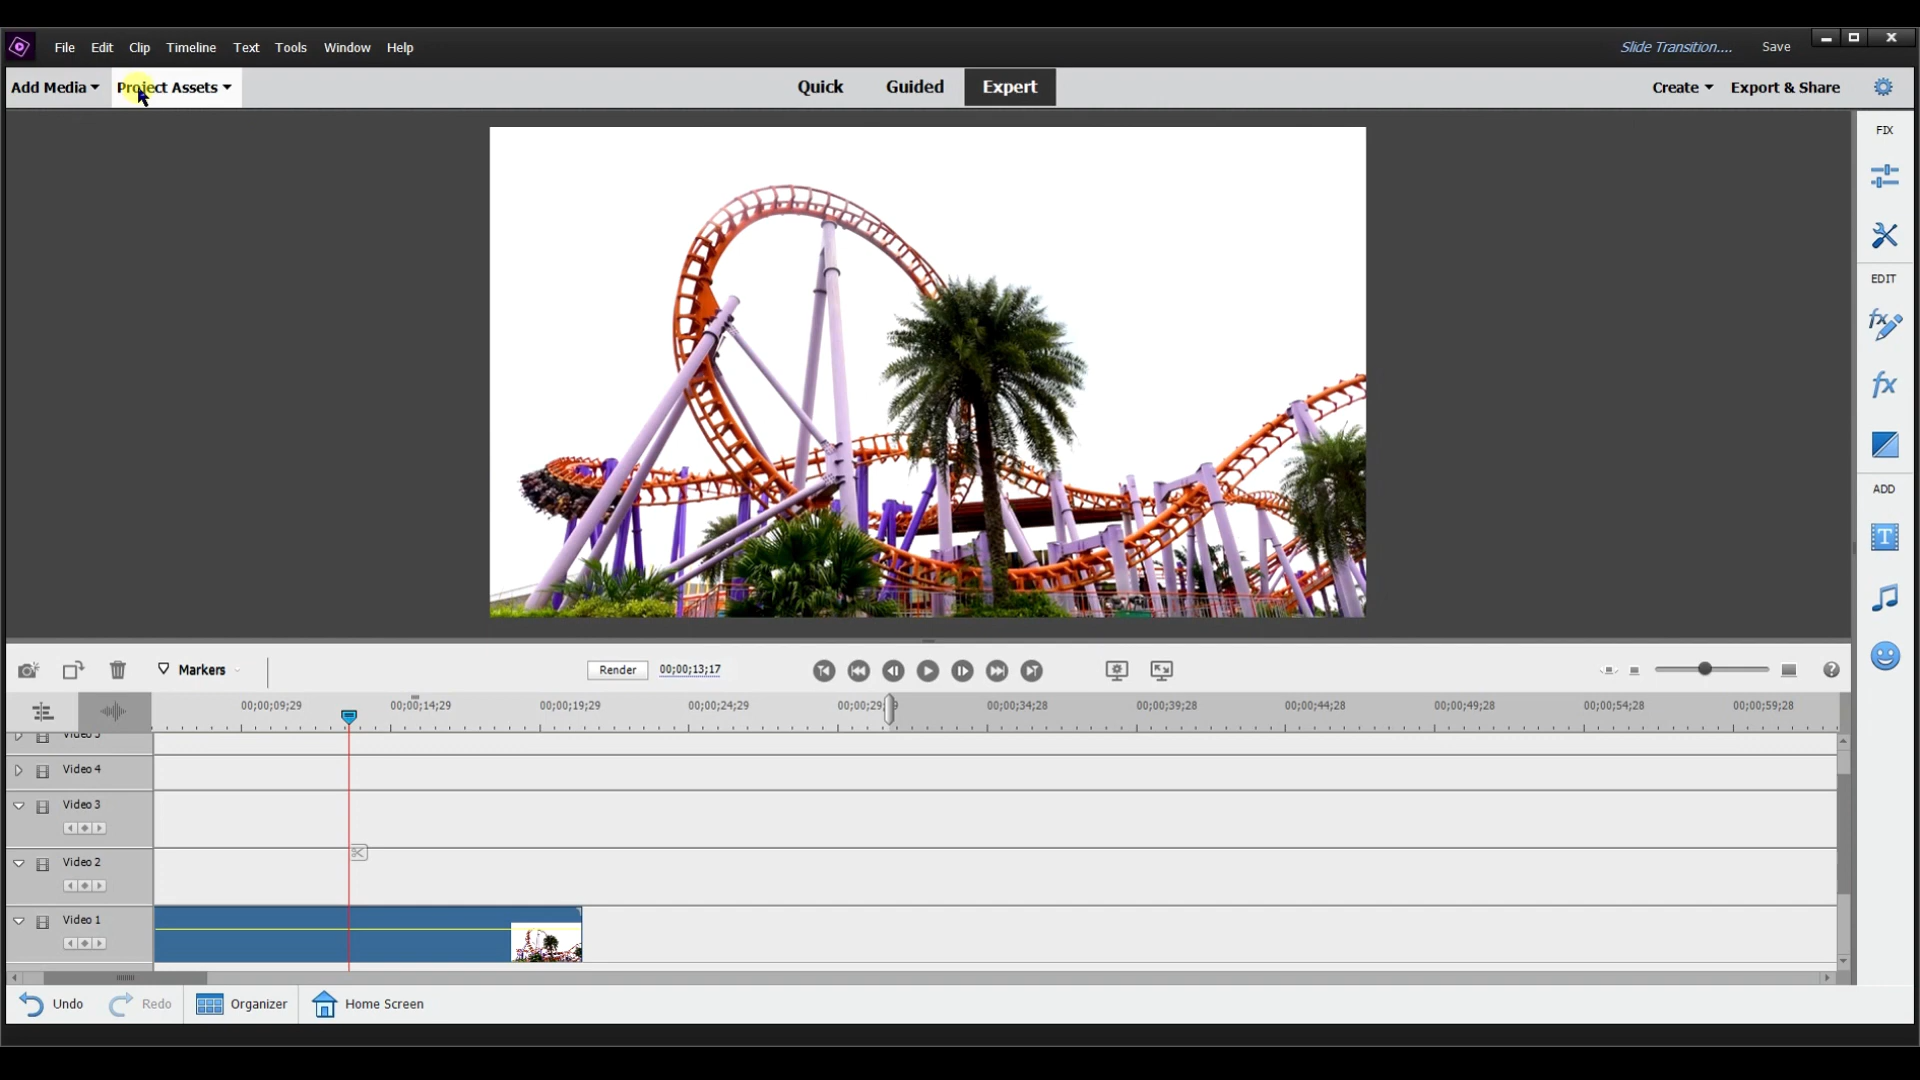 File Edit Clip Timeline Text Tools Window Help
Slide Transition.... Save
Add Media Project Assets Quick Guided Expert Create Export & Share
FIX
EDIT
ADD
Markers Render 00;00;13;17
00;00;09;29 00;00;14;29 00;00;19;29 00;00;24;29 00;00;29; 9 00;00;34;28 00;00;39;28 00;00;44;28 00;00;49;28 00;00;54;28 00;00;59;28
Video 4
Video 3
Video 2
Video 1
Undo Redo Organizer Home Screen